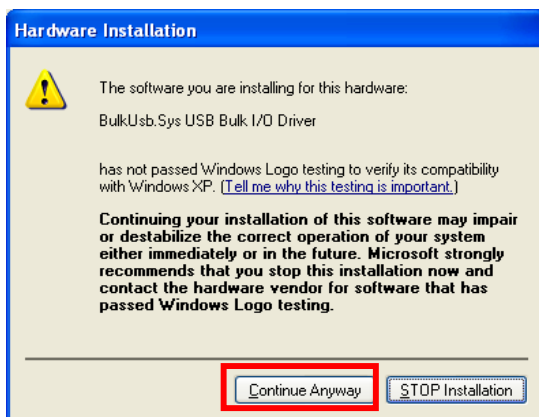 Hardware Installation
The software you are installing for this hardware:
BulkUsb.Sys USB Bulk I/O Driver
has not passed Windows Logo testing to verify its compatibility
with Windows XP. (Tell me why this testing is important.)
Continuing your installation of this software may impair
or destabilize the correct operation of your system
either immediately or in the future. Microsoft strongly
recommends that you stop this installation now and
contact the hardware vendor for software that has
passed Windows Logo testing.
Continue Anyway
STOP Installation